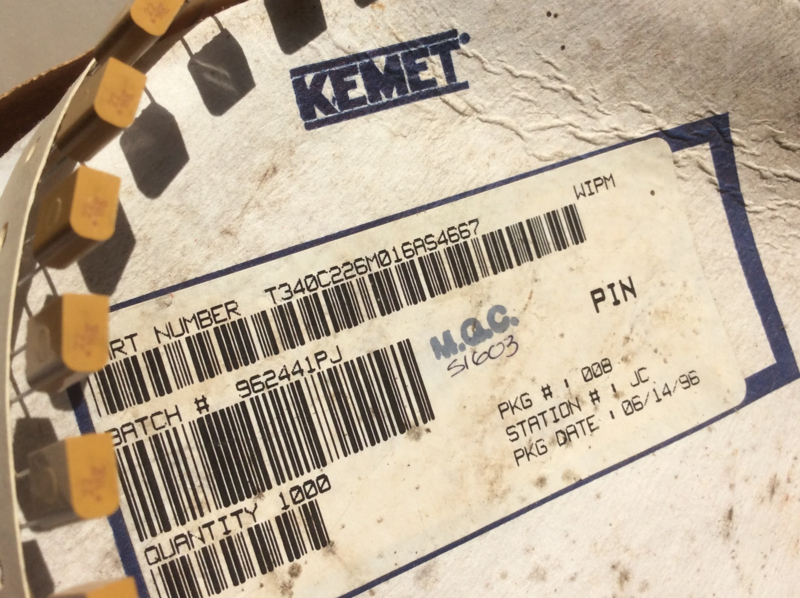 KEMET
WIPM
ART NUMBER T340C226M016AS4667
PIN
BATCH # 962441PJ
M.Q.C.
S1603
PKG # : 008
STATION # : JC
PKG DATE : 06/14/96
QUANTITY 1000